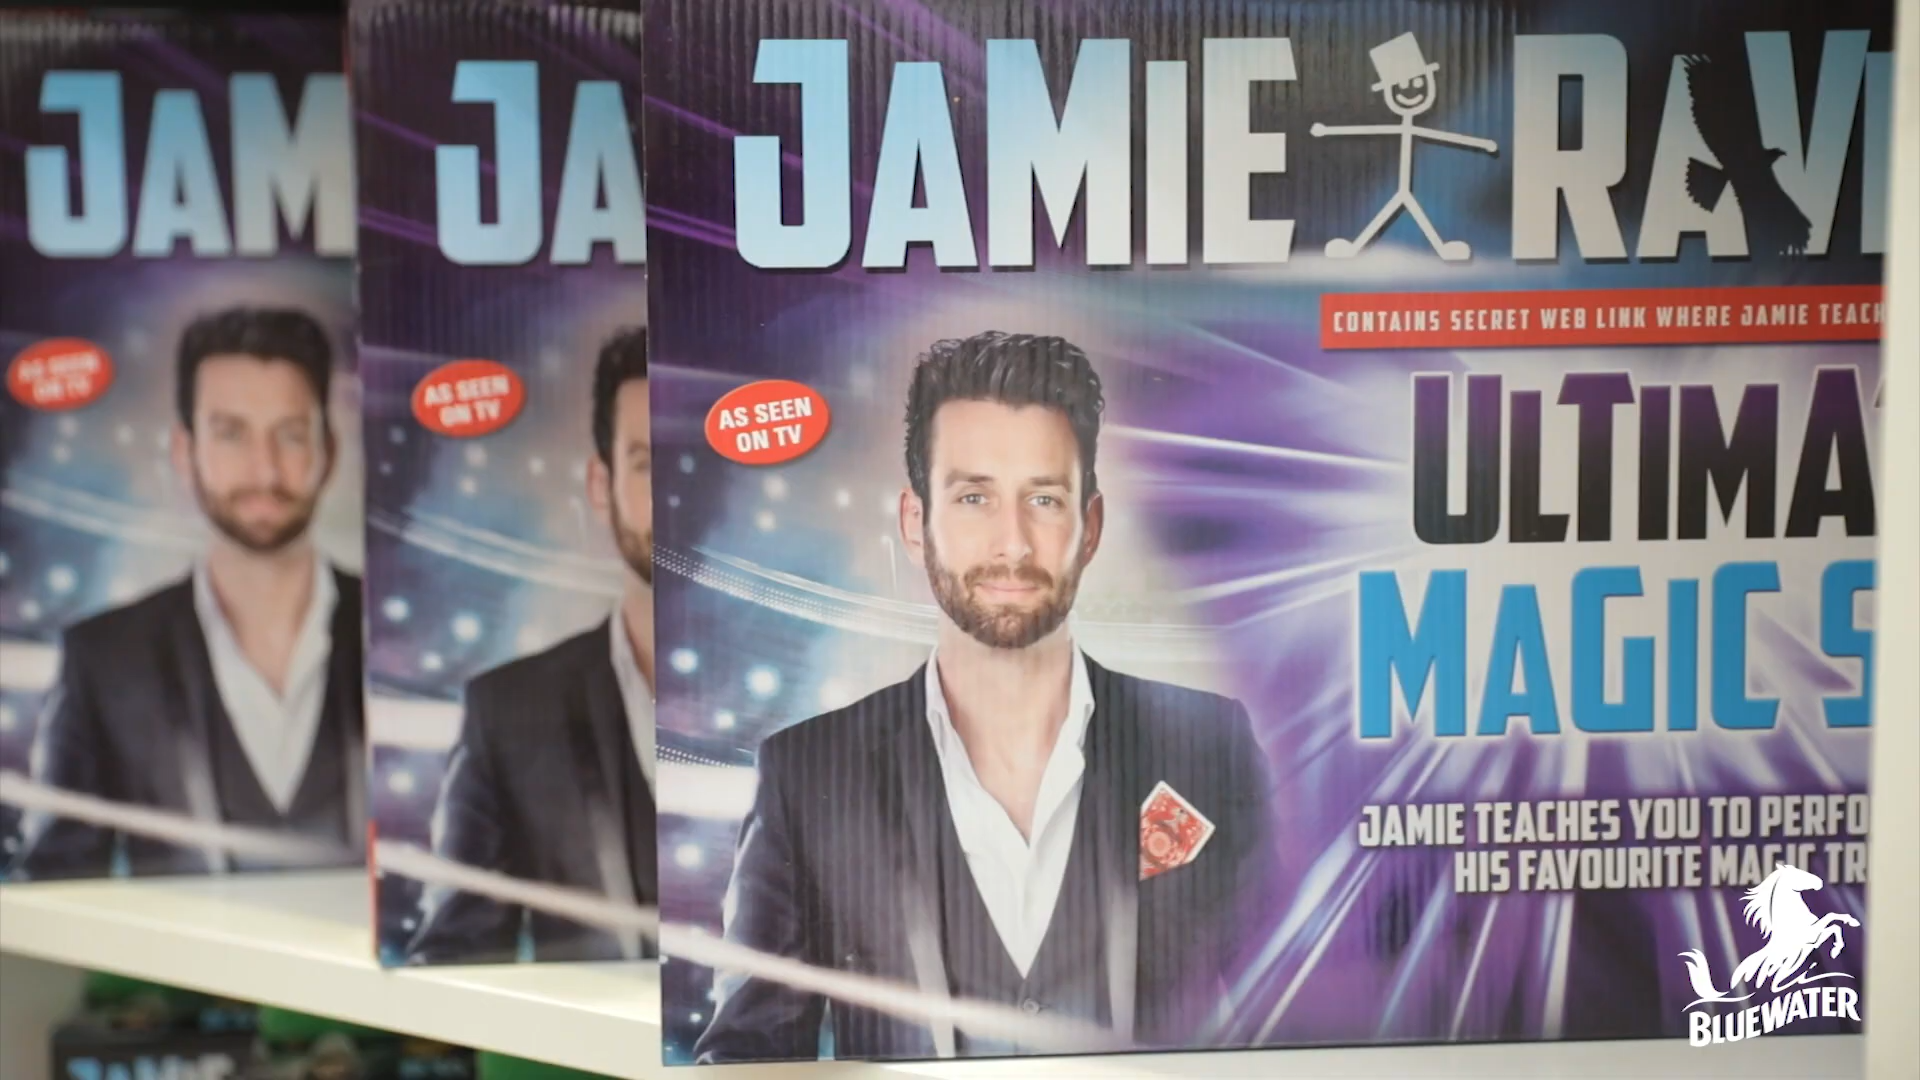 JAM
AS SEEN
ON TV
JA
AS SEEN
ON TV
JAMIE RAV
CONTAINS SECRET WEB LINK WHERE JAMIE TEACH
AS SEEN
ON TV
ULTIMA
MAGIC S
JAMIE TEACHES YOU TO PERFO
HIS FAVOURITE MAGIC TR
JAMIE
BLUEWATER